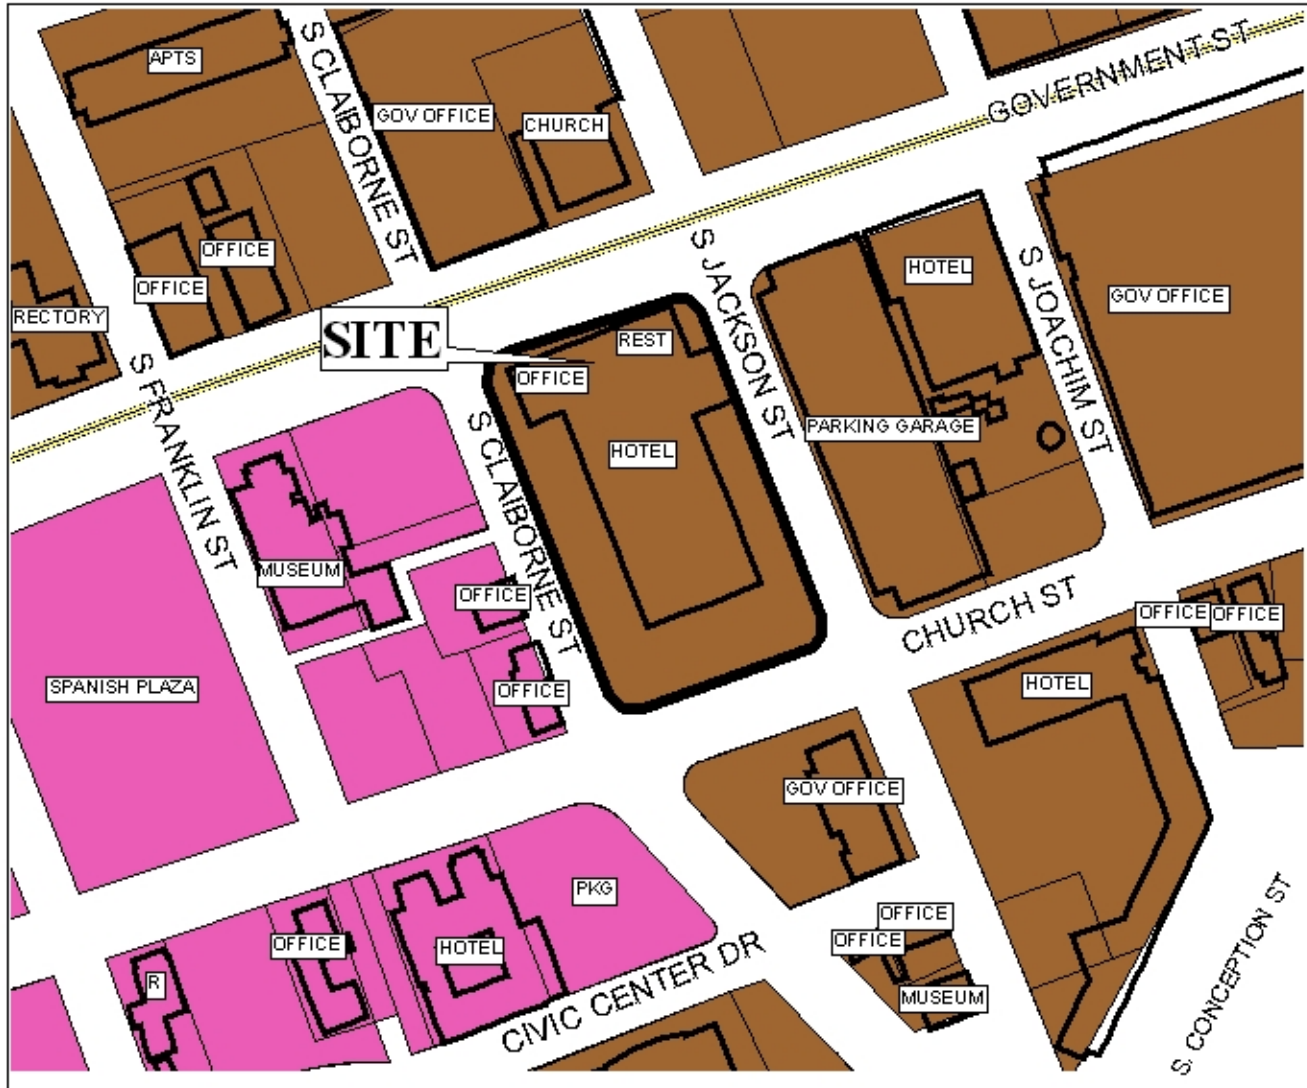 APTS
S CLAIBORNE ST
GOV OFFICE
CHURCH
GOVERNMENT ST
OFFICE
OFFICE
RECTORY
S FRANKLIN ST
SITE
REST
OFFICE
HOTEL
S JACKSON ST
HOTEL
S JOACHIM ST
GOV OFFICE
PARKING GARAGE
S CLAIBORNE ST
MUSEUM
OFFICE
OFFICE
SPANISH PLAZA
CHURCH ST
OFFICE
OFFICE
HOTEL
GOV OFFICE
PKG
OFFICE
HOTEL
R
OFFICE
OFFICE
MUSEUM
CIVIC CENTER DR
S. CONCEPTION ST